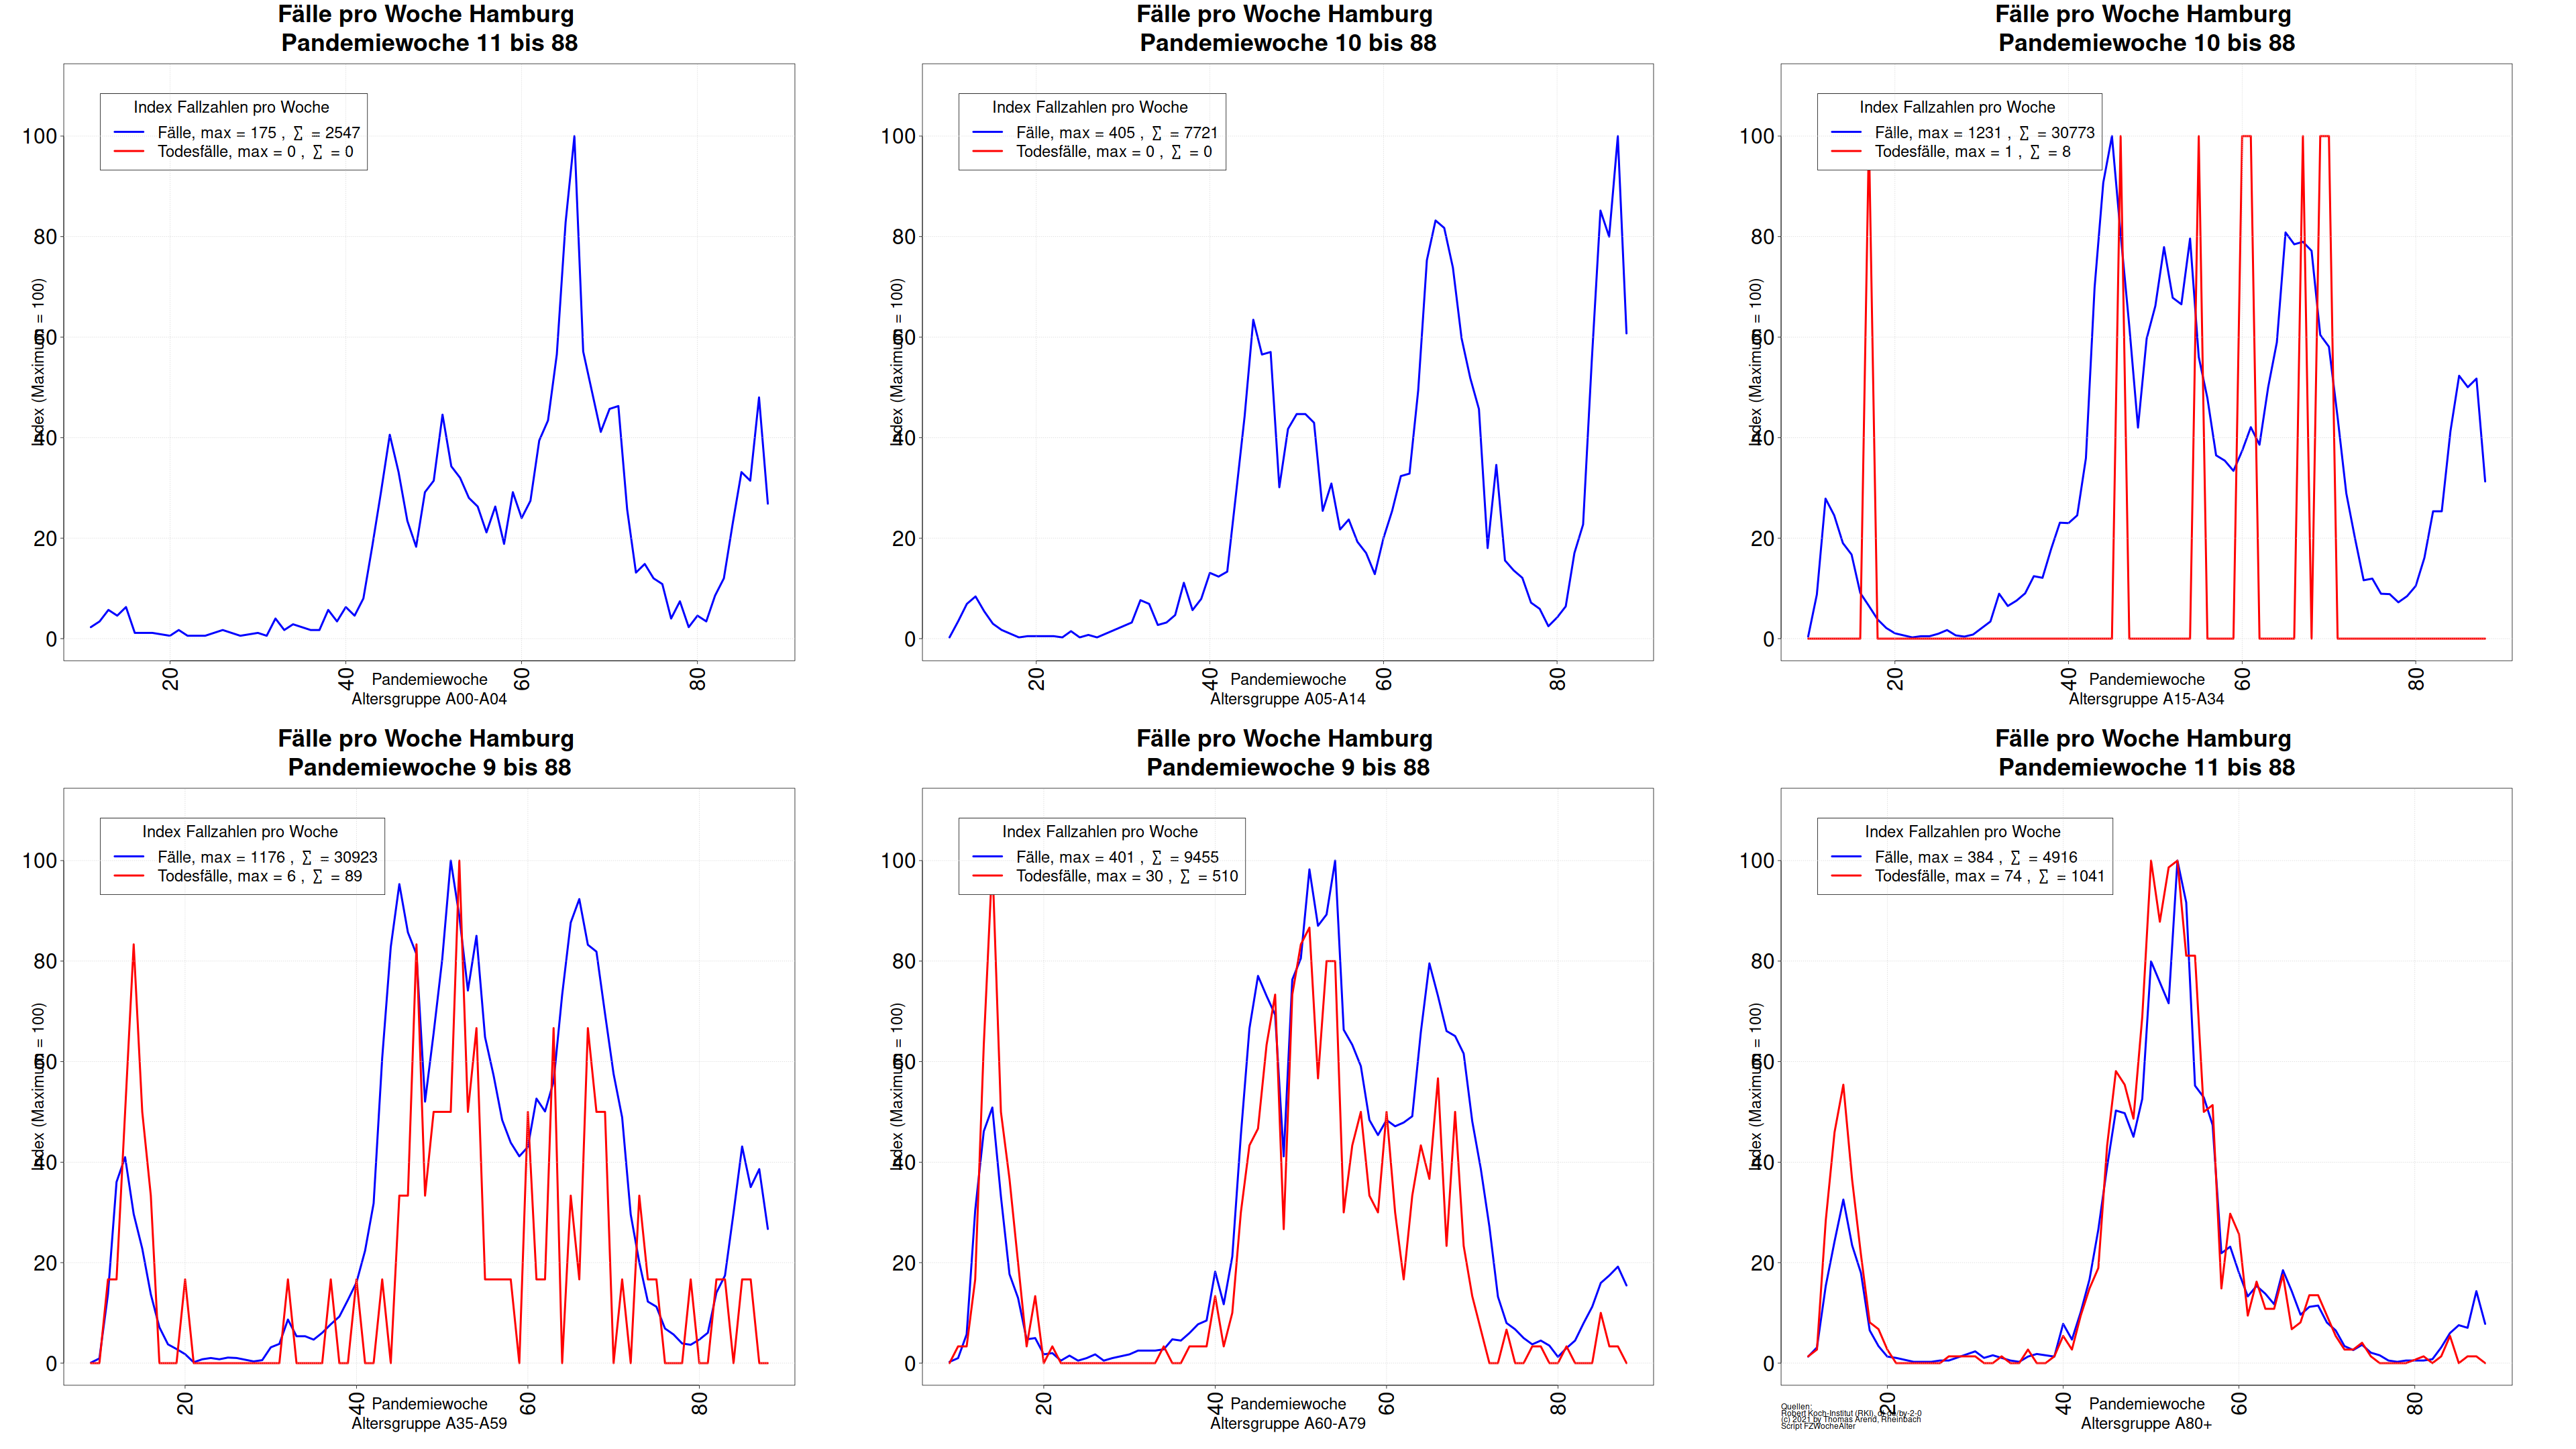 Fälle pro Woche Hamburg
Pandemiewoche 11 bis 88
Index Fallzahlen pro Woche
Fälle, max = 175 , ∑ = 2547
Todesfälle, max = 0 , ∑ = 0
Index (Maximum = 100)
100
80
60
40
20
0
20
40
60
80
Pandemiewoche
Altersgruppe A00-A04
Fälle pro Woche Hamburg
Pandemiewoche 10 bis 88
Index Fallzahlen pro Woche
Fälle, max = 405 , ∑ = 7721
Todesfälle, max = 0 , ∑ = 0
Index (Maximum = 100)
100
80
60
40
20
0
20
40
60
80
Pandemiewoche
Altersgruppe A05-A14
Fälle pro Woche Hamburg
Pandemiewoche 10 bis 88
Index Fallzahlen pro Woche
Fälle, max = 1231 , ∑ = 30773
Todesfälle, max = 1 , ∑ = 8
Index (Maximum = 100)
100
80
60
40
20
0
20
40
60
80
Pandemiewoche
Altersgruppe A15-A34
Fälle pro Woche Hamburg
Pandemiewoche 9 bis 88
Index Fallzahlen pro Woche
Fälle, max = 1176 , ∑ = 30923
Todesfälle, max = 6 , ∑ = 89
Index (Maximum = 100)
100
80
60
40
20
0
20
40
60
80
Pandemiewoche
Altersgruppe A35-A59
Fälle pro Woche Hamburg
Pandemiewoche 9 bis 88
Index Fallzahlen pro Woche
Fälle, max = 401 , ∑ = 9455
Todesfälle, max = 30 , ∑ = 510
Index (Maximum = 100)
100
80
60
40
20
0
20
40
60
80
Pandemiewoche
Altersgruppe A60-A79
Fälle pro Woche Hamburg
Pandemiewoche 11 bis 88
Index Fallzahlen pro Woche
Fälle, max = 384 , ∑ = 4916
Todesfälle, max = 74 , ∑ = 1041
Index (Maximum = 100)
100
80
60
40
20
0
20
40
60
80
Pandemiewoche
Altersgruppe A80+
Quellen:
Robert Koch-Institut (RKI), dl-de/by-2-0
(c) 2021 by Thomas Arend, Rheinbach
Script FZWocheAlter